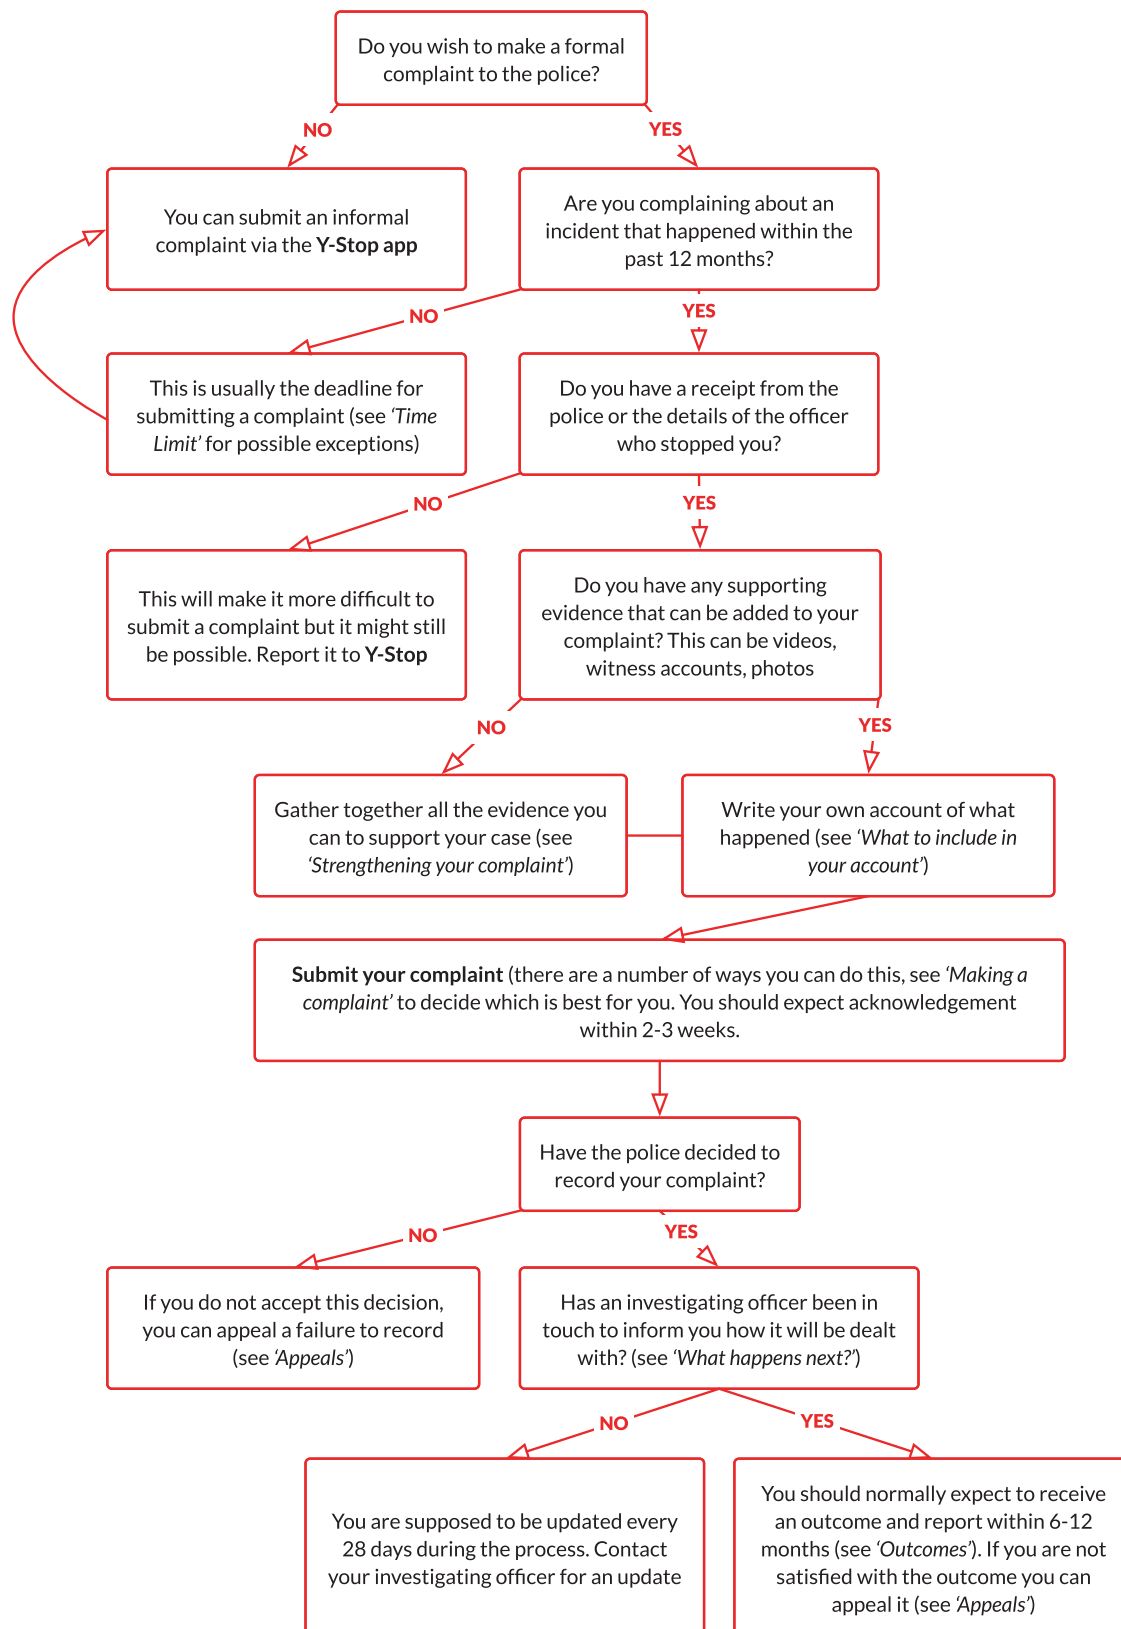 Do you wish to make a formal
complaint to the police?
NO
YES
You can submit an informal
complaint via the Y-Stop app
Are you complaining about an
incident that happened within the
past 12 months?
NO
YES
This is usually the deadline for
submitting a complaint (see ‘Time
Limit’ for possible exceptions)
Do you have a receipt from the
police or the details of the officer
who stopped you?
NO
YES
This will make it more difficult to
submit a complaint but it might still
be possible. Report it to Y-Stop
Do you have any supporting
evidence that can be added to your
complaint? This can be videos,
witness accounts, photos
NO
YES
Gather together all the evidence you
can to support your case (see
‘Strengthening your complaint’)
Write your own account of what
happened (see ‘What to include in
your account’)
Submit your complaint (there are a number of ways you can do this, see ‘Making a
complaint’ to decide which is best for you. You should expect acknowledgement
within 2-3 weeks.
Have the police decided to
record your complaint?
NO
YES
If you do not accept this decision,
you can appeal a failure to record
(see ‘Appeals’)
Has an investigating officer been in
touch to inform you how it will be dealt
with? (see ‘What happens next?’)
NO
YES
You are supposed to be updated every
28 days during the process. Contact
your investigating officer for an update
You should normally expect to receive
an outcome and report within 6-12
months (see ‘Outcomes’). If you are not
satisfied with the outcome you can
appeal it (see ‘Appeals’)